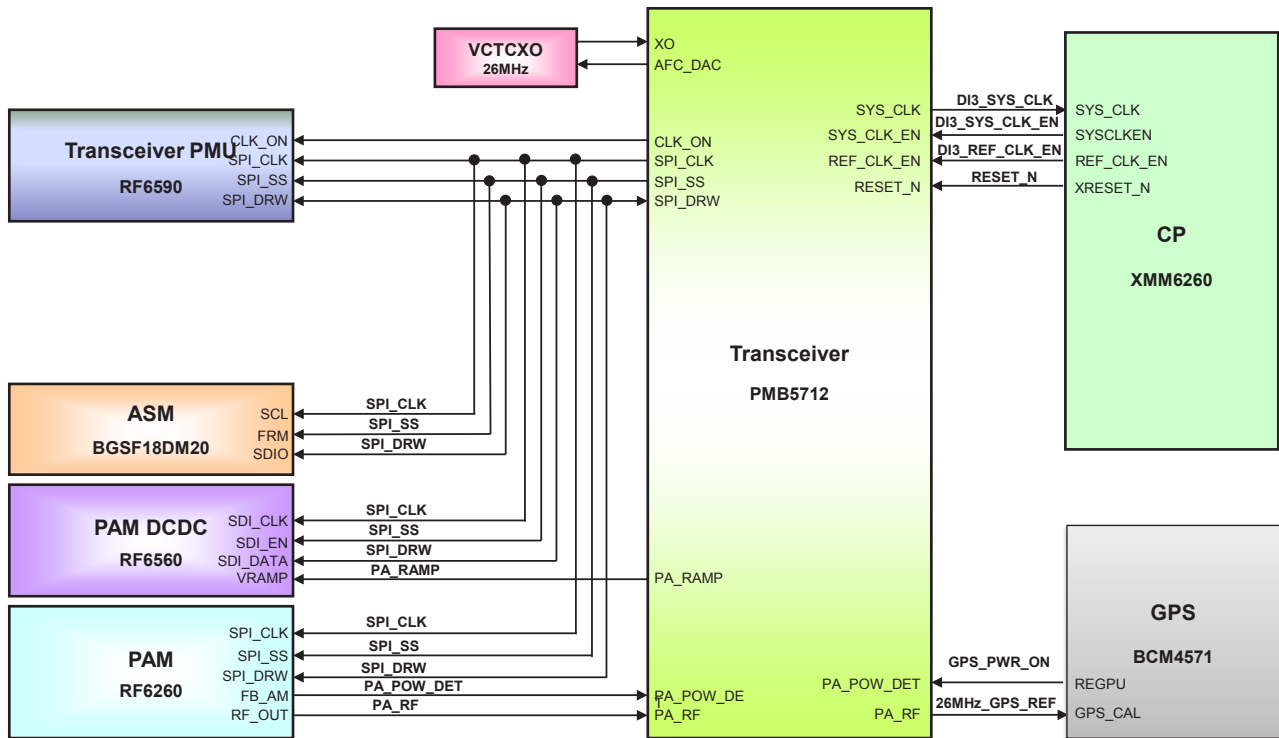 VCTCXO
26MHz
XO
AFC_DAC
Transceiver PMU
RF6590
CLK_ON
SPI_CLK
SPI_SS
SPI_DRW
CLK_ON
SPI_CLK
SPI_SS
SPI_DRW
SYS_CLK
SYS_CLK_EN
REF_CLK_EN
RESET_N
DI3_SYS_CLK
DI3_SYS_CLK_EN
DI3_REF_CLK_EN
RESET_N
SYS_CLK
SYSCLKEN
REF_CLK_EN
XRESET_N
CP
XMM6260
Transceiver
PMB5712
ASM
BGSF18DM20
SCL
FRM
SDIO
SPI_CLK
SPI_SS
SPI_DRW
PAM DCDC
RF6560
SDI_CLK
SDI_EN
SDI_DATA
VRAMP
SPI_CLK
SPI_SS
SPI_DRW
PA_RAMP
PA_RAMP
PAM
RF6260
SPI_CLK
SPI_SS
SPI_DRW
FB_AM
RF_OUT
SPI_CLK
SPI_SS
SPI_DRW
PA_POW_DET
PA_RF
PA_POW_DE
T
PA_RF
PA_POW_DET
PA_RF
GPS_PWR_ON
26MHz_GPS_REF
GPS
BCM4571
REGPU
GPS_CAL